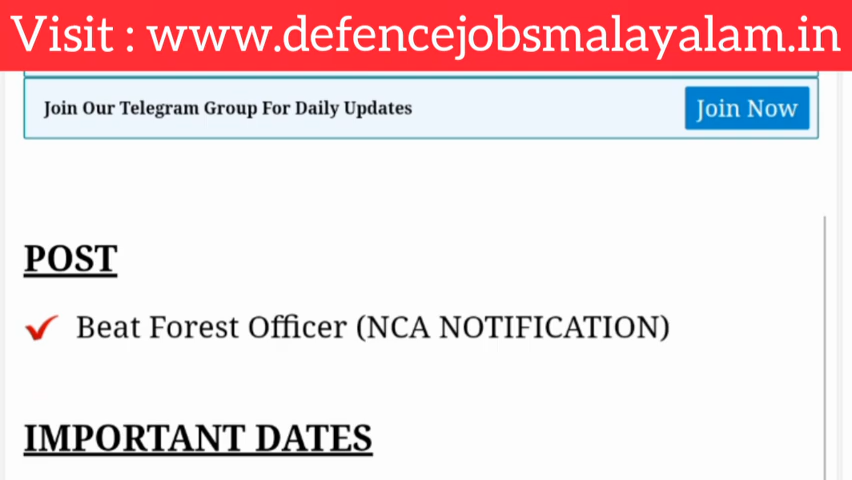 Visit : www.defencejobsmalayalam.in
Join Our Telegram Group For Daily Updates
Join Now
POST
Beat Forest Officer (NCA NOTIFICATION)
IMPORTANT DATES